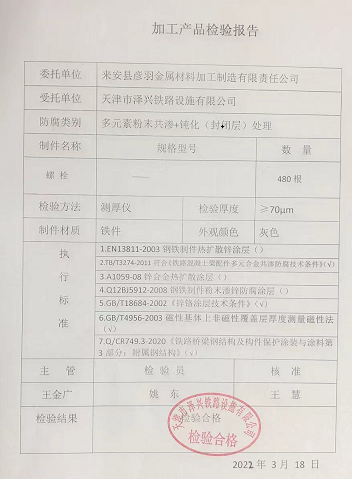 加工产品检验报告
委托单位 来安县彦羽金属材料加工制造有限责任公司
受托单位 天津市泽兴铁路设施有限公司
防腐类别 多元素粉末共渗+钝化（封闭层）处理
制件名称 规格型号 数 量
螺 栓 480 根
检验方法 测厚仪 检验厚度 ≥70μm
制件材质 铁件 外观颜色 灰色
执行标准
1.EN13811-2003 钢铁制件热扩散锌涂层（）
2.TB/T3274-2011 符合《铁路混凝土梁配件多元合金共渗防腐技术条件》(√)
3.A1059-08 锌合金热扩散涂层（）
4.Q12BJ5912-2008 钢铁制件粉末渗锌防腐涂层（）
5.GB/T18684-2002《锌铬涂层技术条件》（√）
6.GB/T4956-2003 磁性基体上非磁性覆盖层厚度测量磁性法
（√）
7.Q/CR749.3-2020《铁路桥梁钢结构及构件保护涂装与涂料第
3 部分：附属钢结构》（√）
主 管 检 验 员 核 准
王金广 姚 东 王 慧
检验结果 检验合格
天津市泽兴铁路设施有限公司
检验合格
2022 年 3 月 18 日